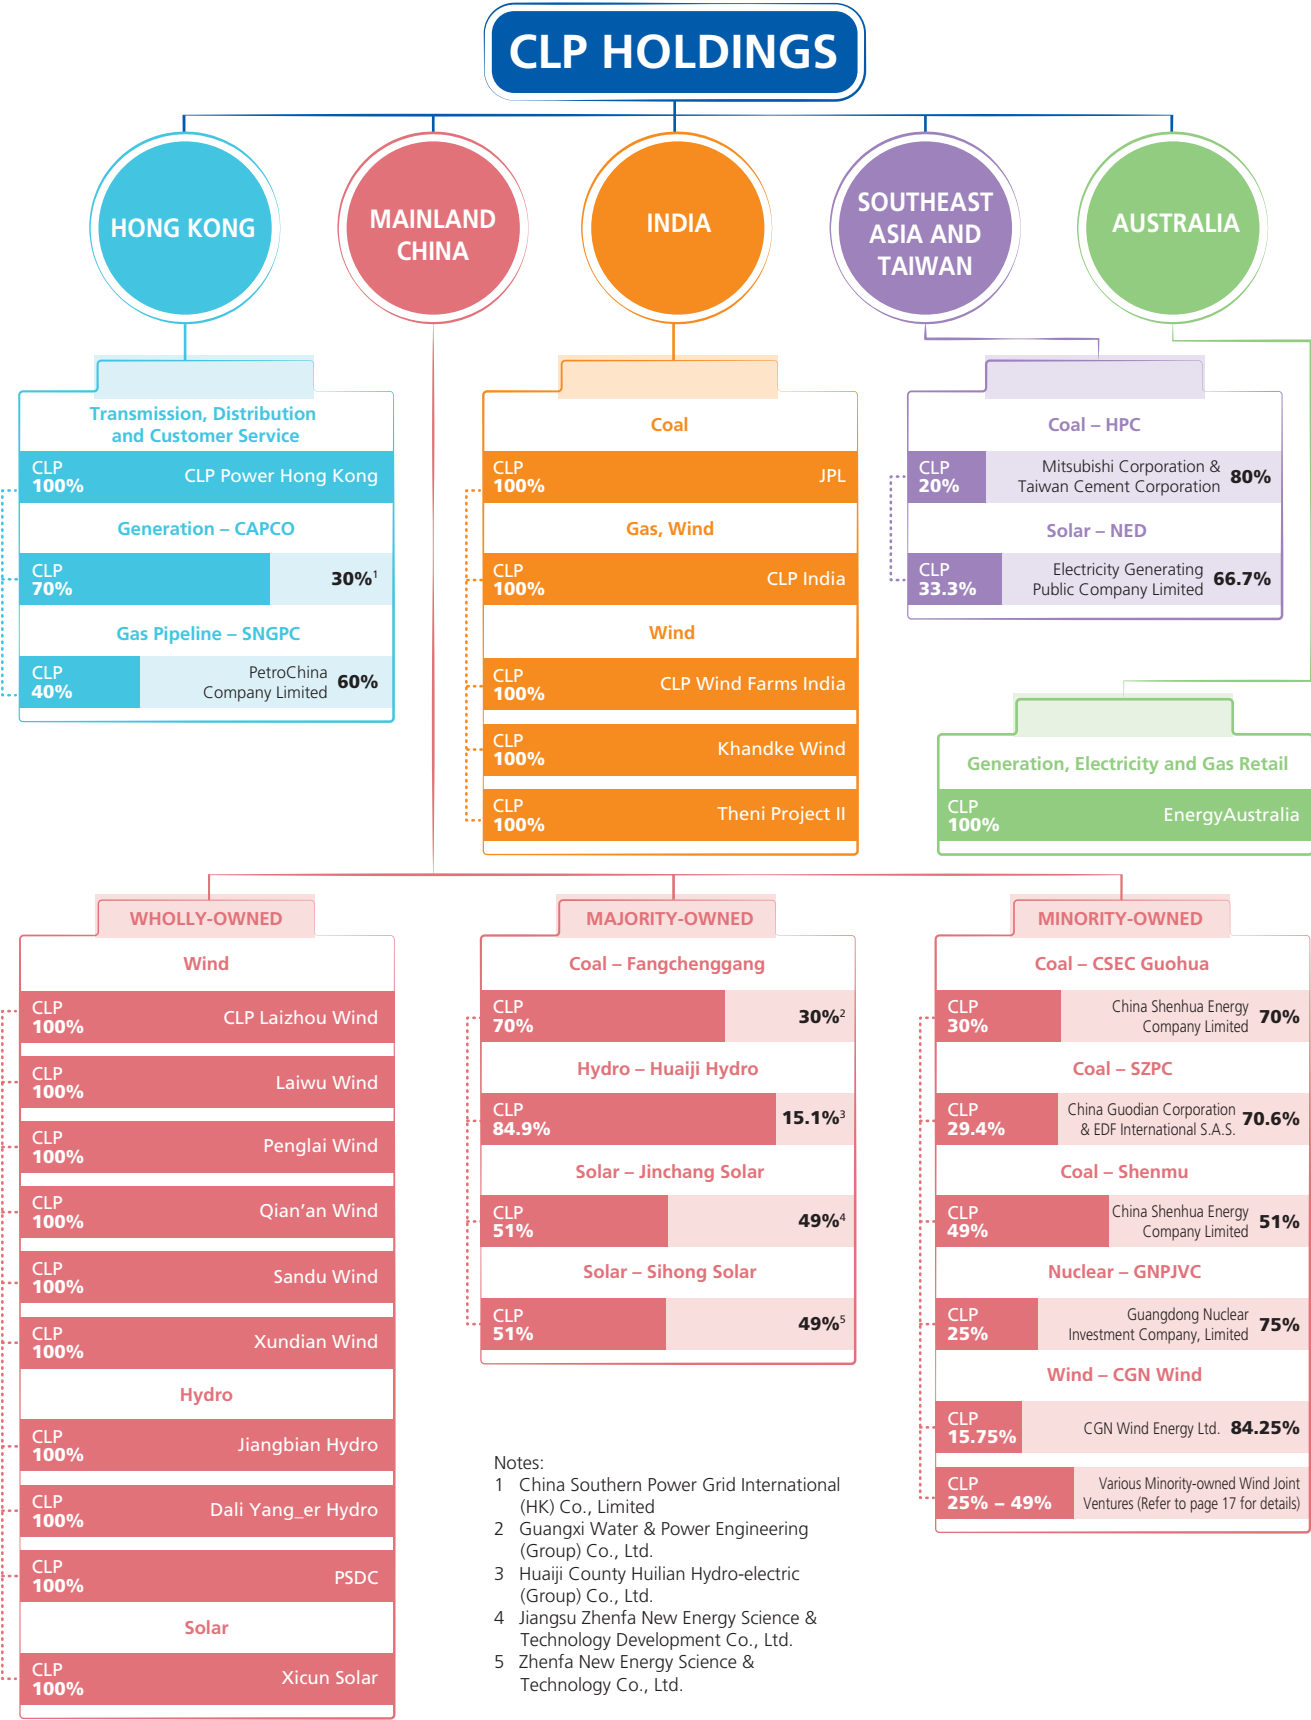 CLP HOLDINGS
HONG KONG
MAINLAND
CHINA
INDIA
SOUTHEAST
ASIA AND
TAIWAN
AUSTRALIA
Transmission, Distribution
and Customer Service
CLP
100%
CLP Power Hong Kong
Generation – CAPCO
CLP
70%
30%1
Gas Pipeline – SNGPC
CLP
40%
PetroChina
Company Limited
60%
Coal
CLP
100%
JPL
Gas, Wind
CLP
100%
CLP India
Wind
CLP
100%
CLP Wind Farms India
CLP
100%
Khandke Wind
CLP
100%
Theni Project II
Coal – HPC
CLP
20%
Mitsubishi Corporation &
Taiwan Cement Corporation
80%
Solar – NED
CLP
33.3%
Electricity Generating
Public Company Limited
66.7%
Generation, Electricity and Gas Retail
CLP
100%
EnergyAustralia
WHOLLY-OWNED
Wind
CLP
100%
CLP Laizhou Wind
CLP
100%
Laiwu Wind
CLP
100%
Penglai Wind
CLP
100%
Qian’an Wind
CLP
100%
Sandu Wind
CLP
100%
Xundian Wind
Hydro
CLP
100%
Jiangbian Hydro
CLP
100%
Dali Yang_er Hydro
CLP
100%
PSDC
Solar
CLP
100%
Xicun Solar
MAJORITY-OWNED
Coal – Fangchenggang
CLP
70%
30%2
Hydro – Huaiji Hydro
CLP
84.9%
15.1%3
Solar – Jinchang Solar
CLP
51%
49%4
Solar – Sihong Solar
CLP
51%
49%5
MINORITY-OWNED
Coal – CSEC Guohua
CLP
30%
China Shenhua Energy
Company Limited
70%
Coal – SZPC
CLP
29.4%
China Guodian Corporation
& EDF International S.A.S.
70.6%
Coal – Shenmu
CLP
49%
China Shenhua Energy
Company Limited
51%
Nuclear – GNPJVC
CLP
25%
Guangdong Nuclear
Investment Company, Limited
75%
Wind – CGN Wind
CLP
15.75%
CGN Wind Energy Ltd.
84.25%
CLP
25% – 49%
Various Minority-owned Wind Joint
Ventures (Refer to page 17 for details)
Notes:
1 China Southern Power Grid International
(HK) Co., Limited
2 Guangxi Water & Power Engineering
(Group) Co., Ltd.
3 Huaiji County Huilian Hydro-electric
(Group) Co., Ltd.
4 Jiangsu Zhenfa New Energy Science &
Technology Development Co., Ltd.
5 Zhenfa New Energy Science &
Technology Co., Ltd.